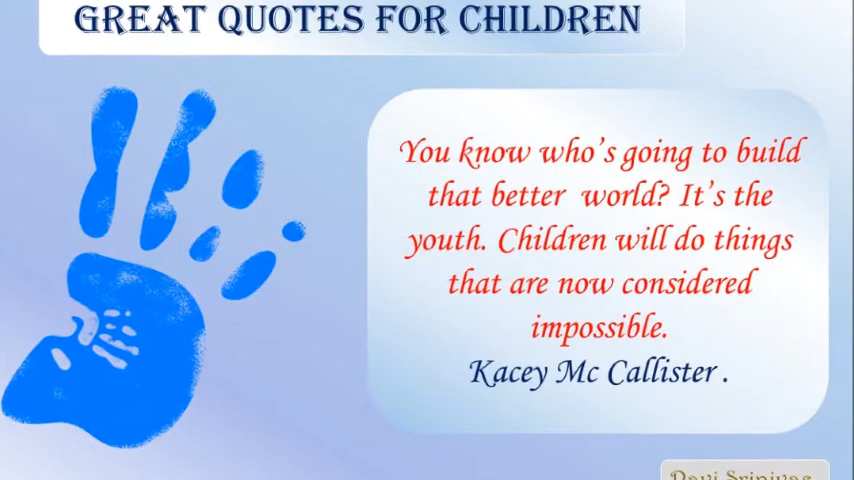 GREAT QUOTES FOR CHILDREN
You know who's going to build
that better world? It's the
youth. Children will do things
that are now considered
impossible.
Kacey Mc Callister .